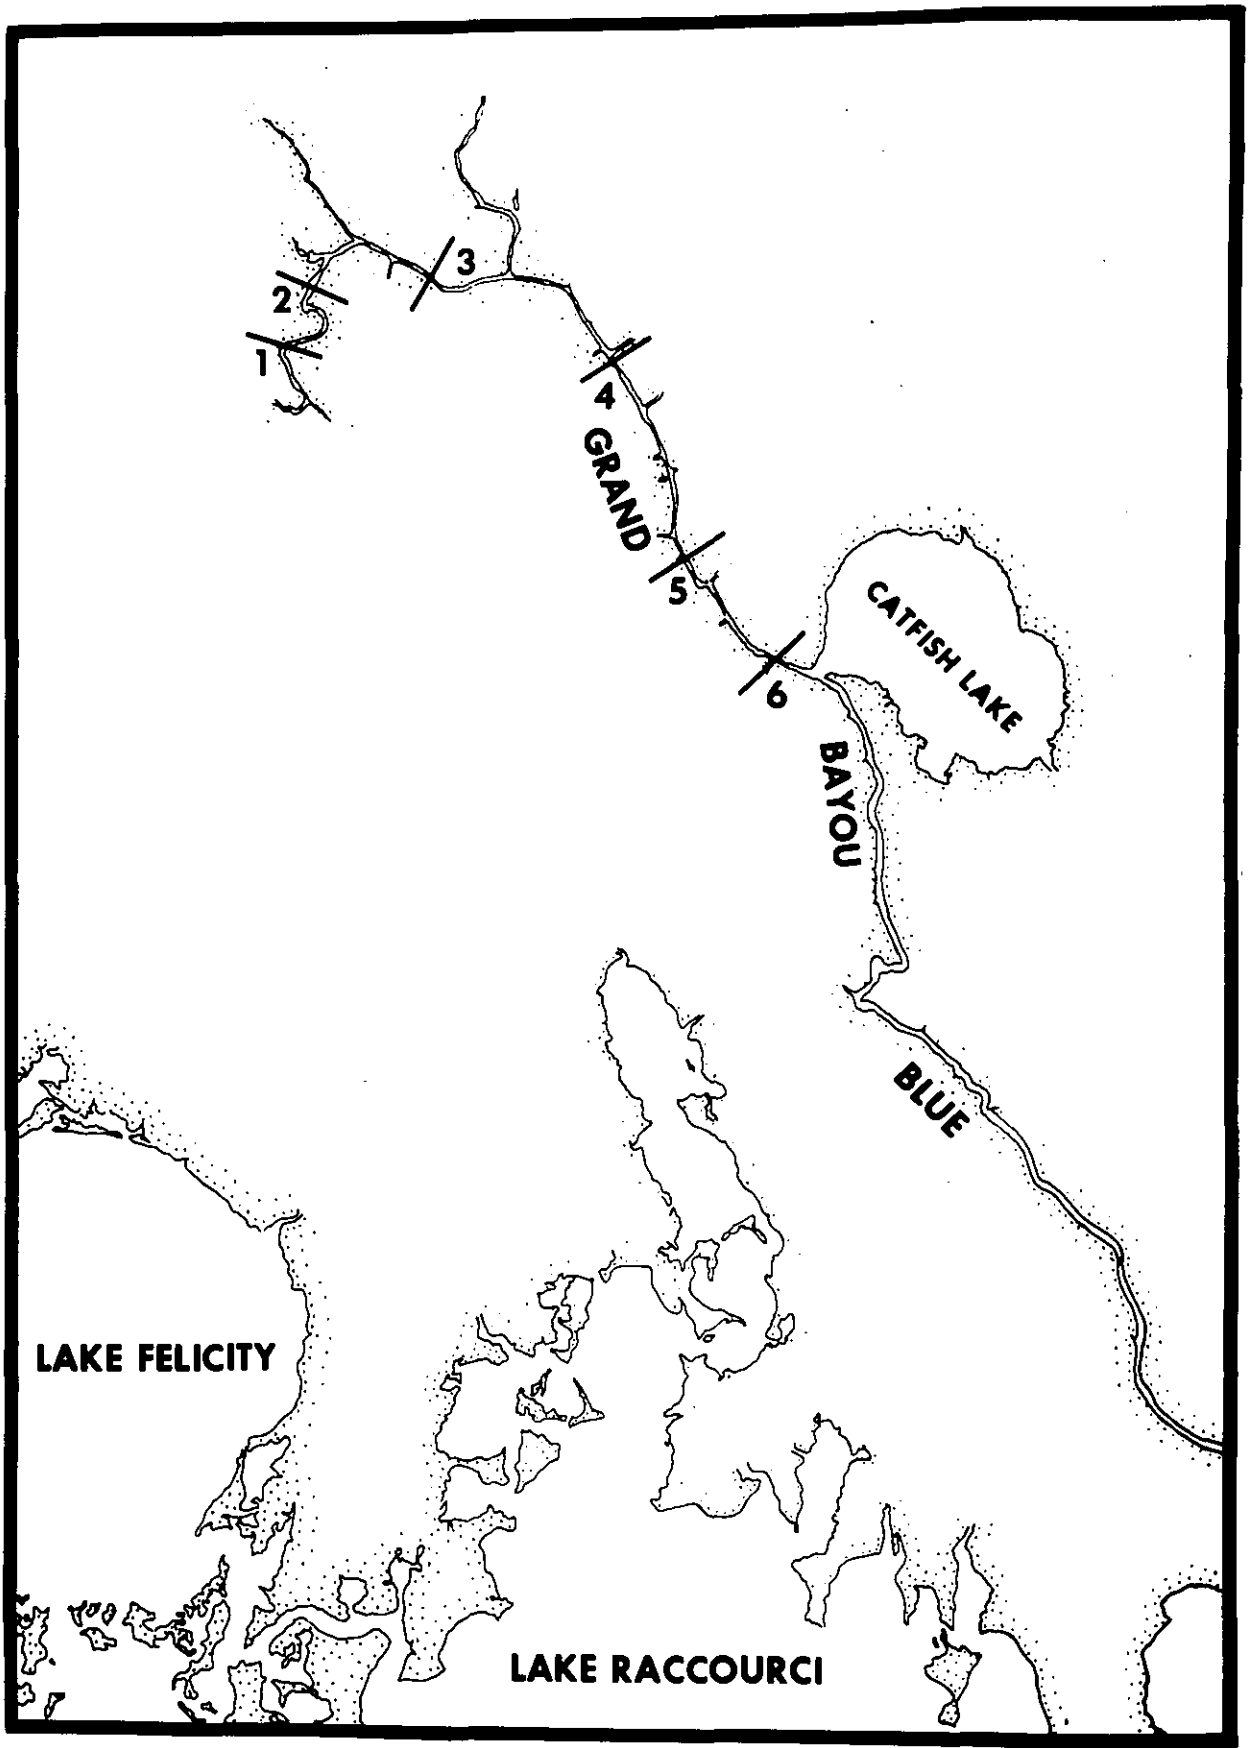 3
2
1
4
GRAND
5
CATFISH LAKE
6
BAYOU
BLUE
LAKE FELICITY
LAKE RACCOURCI